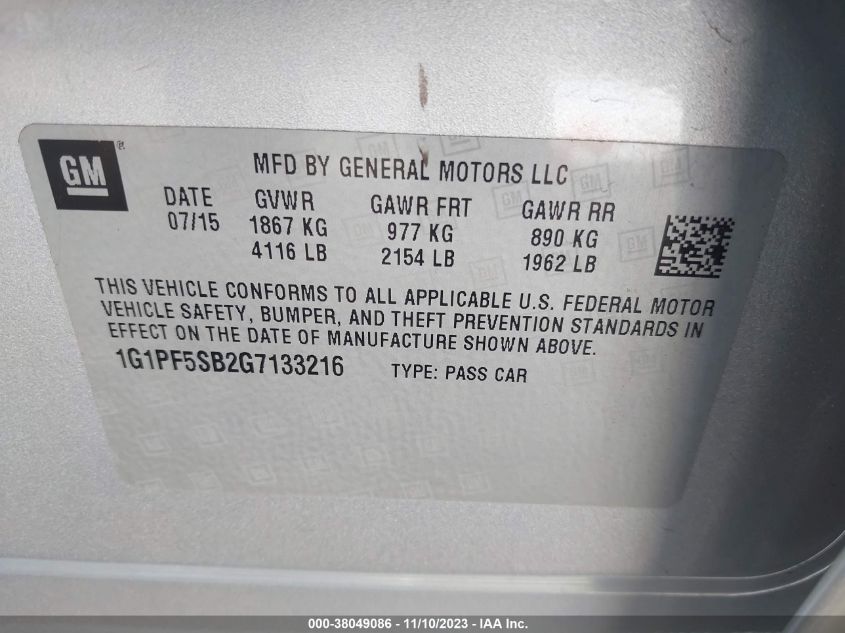 GM ®
MFD BY GENERAL MOTORS LLC
DATE GVWR GAWR FRT GAWR RR
07/15 1867 KG 977 KG 890 KG
4116 LB 2154 LB 1962 LB
THIS VEHICLE CONFORMS TO ALL APPLICABLE U.S. FEDERAL MOTOR
VEHICLE SAFETY, BUMPER, AND THEFT PREVENTION STANDARDS IN
EFFECT ON THE DATE OF MANUFACTURE SHOWN ABOVE.
1G1PF5SB2G7133216 TYPE: PASS CAR
000-38049086 - 11/10/2023 - IAA Inc.